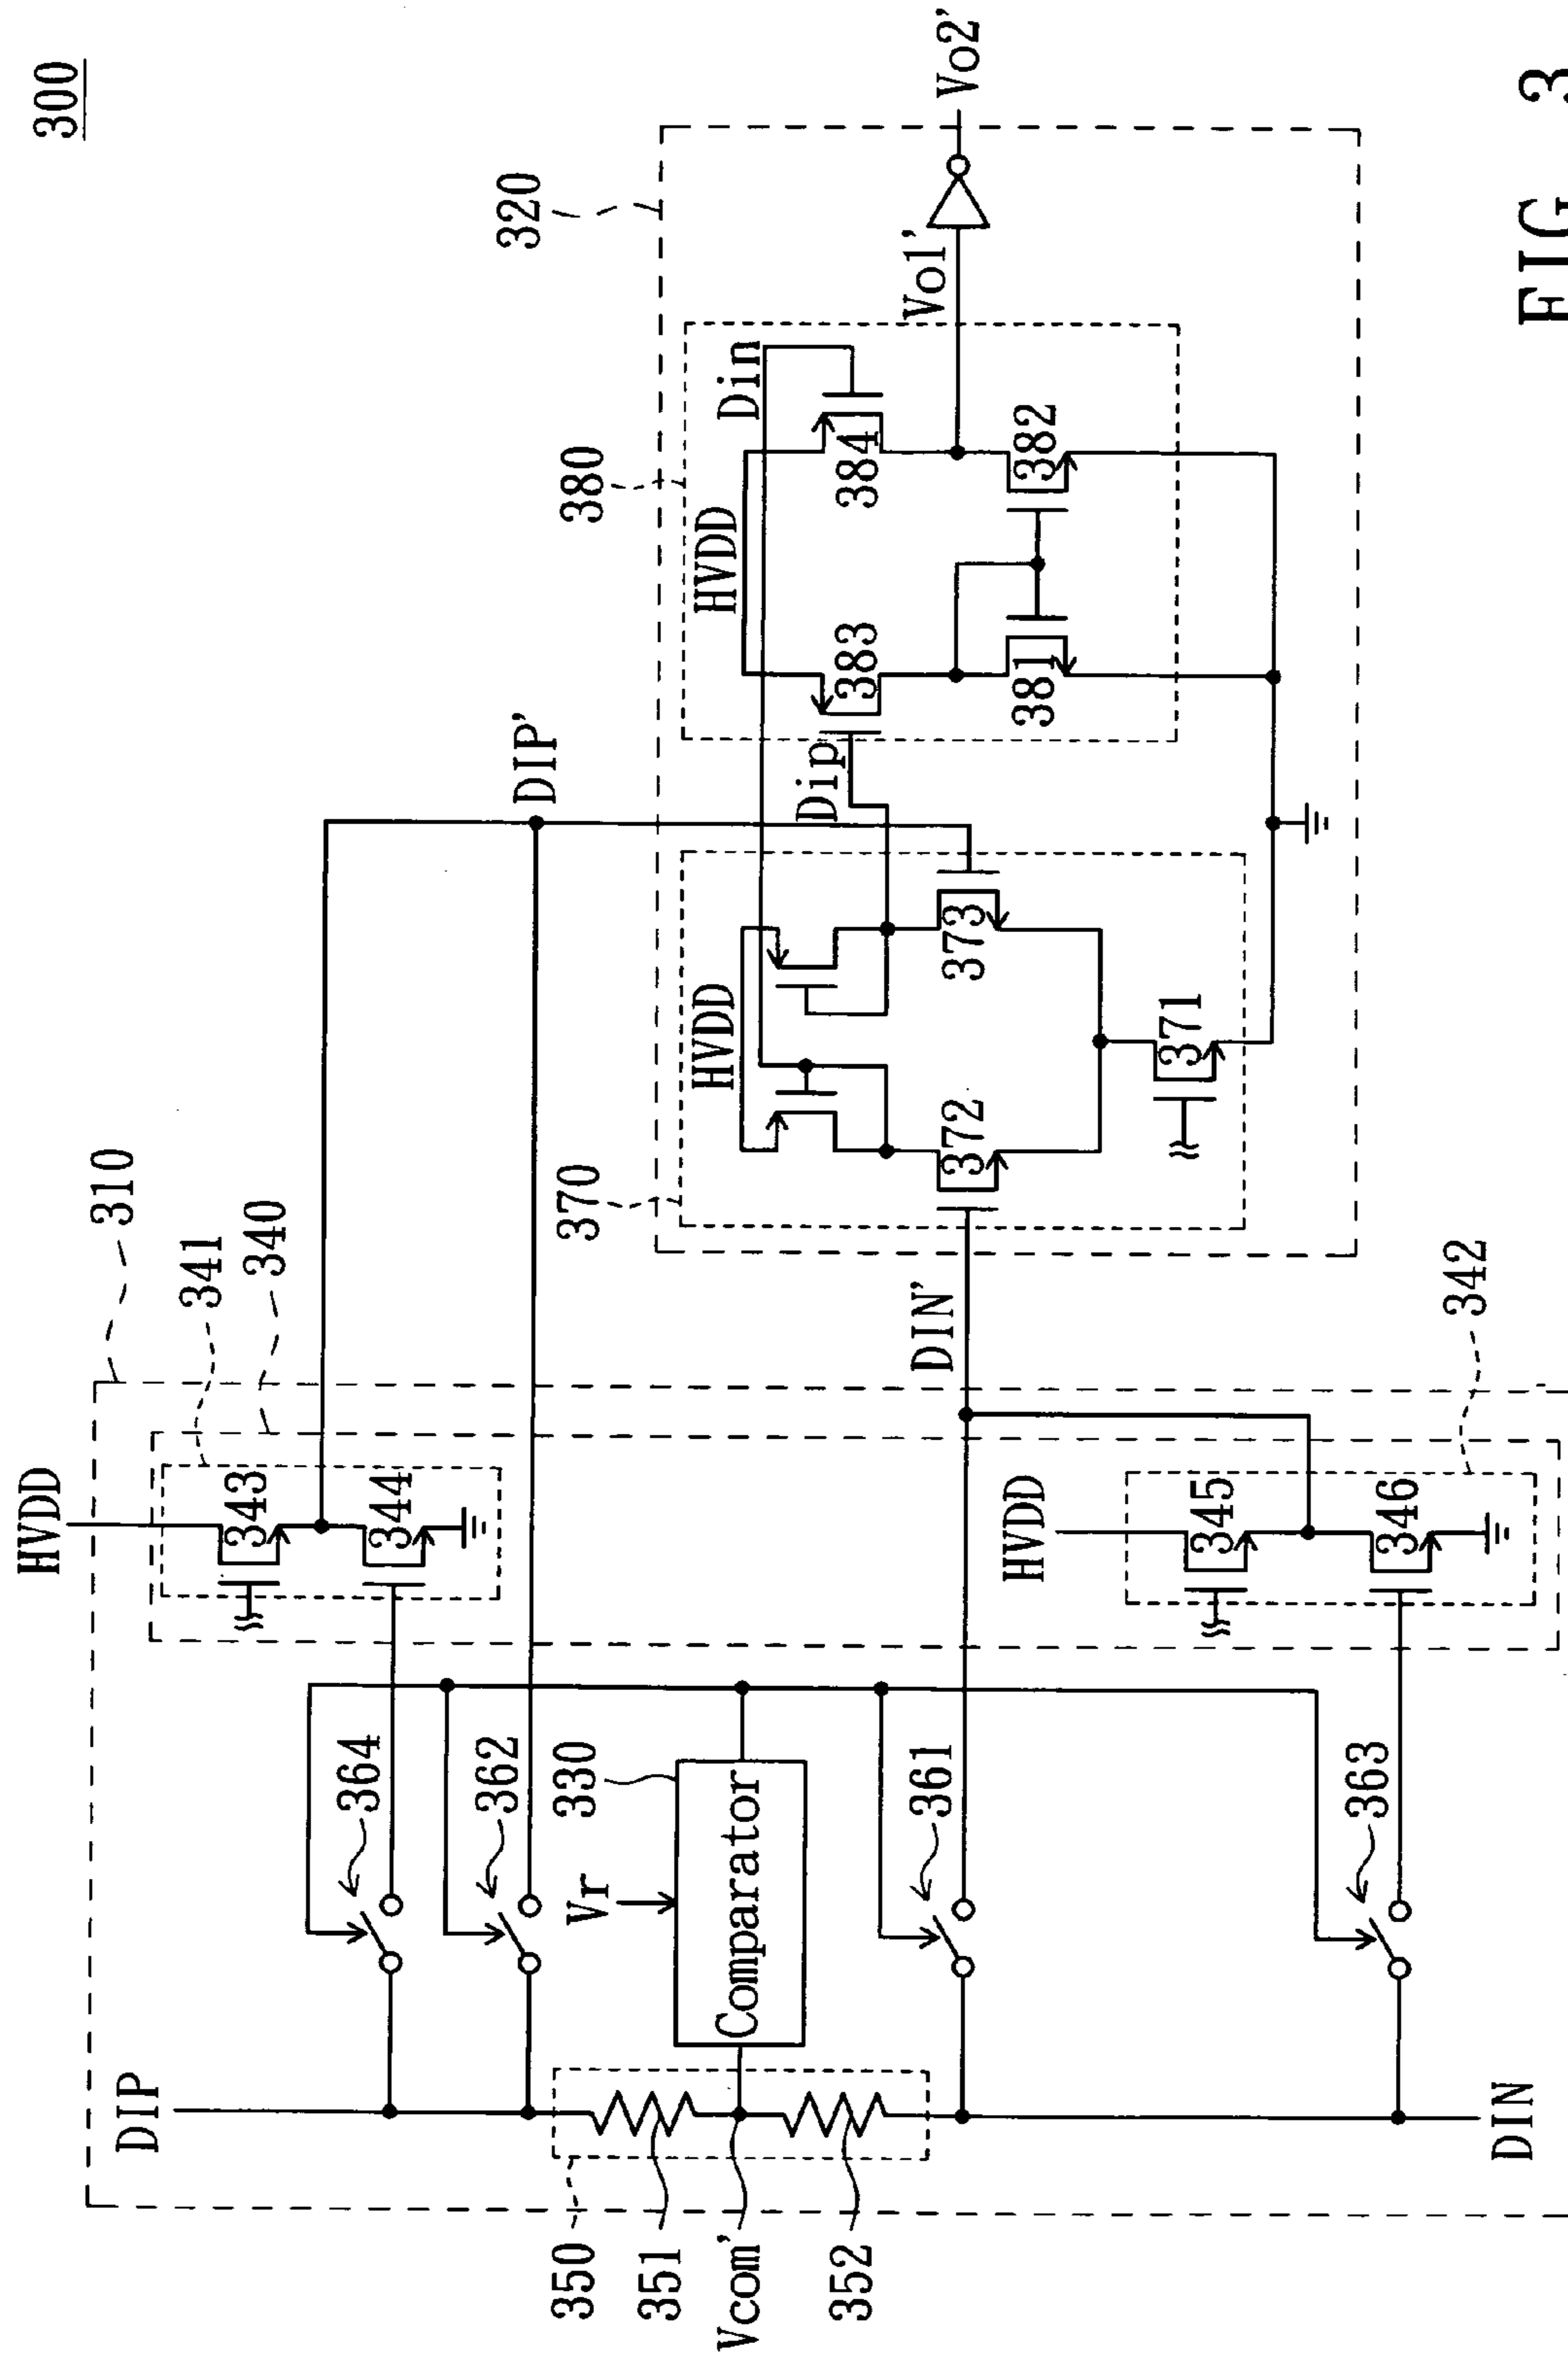 300
310
HVDD
340
341
343
344
DIP
364
362
DIP'
320
350
351
Vcom'
352
Vr
330
Comparator
361
363
DIN
DIN'
HVDD
345
346
342
370
HVDD
372
373
371
Dip
380
HVDD
Din
383
384
381
382
Vo1'
Vo2'
FIG. 3